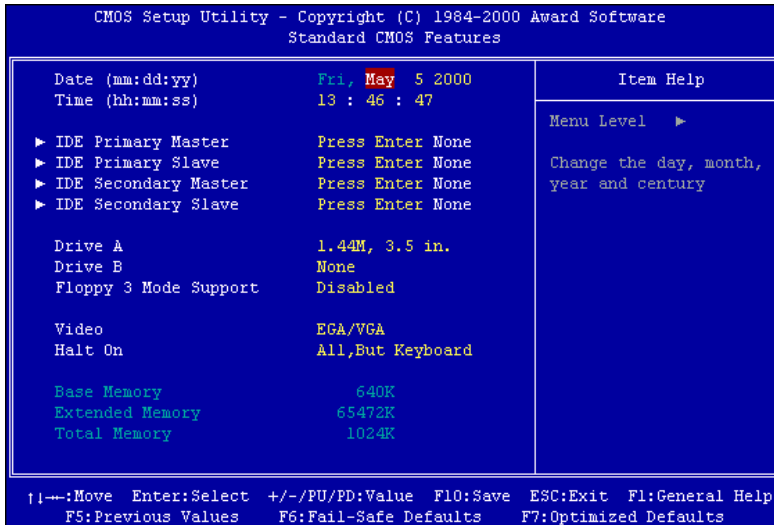 CMOS Setup Utility - Copyright (C) 1984-2000 Award Software
Standard CMOS Features
Date (mm:dd:yy) Fri, May 5 2000
Time (hh:mm:ss) 13 : 46 : 47
► IDE Primary Master Press Enter None
► IDE Primary Slave Press Enter None
► IDE Secondary Master Press Enter None
► IDE Secondary Slave Press Enter None
Drive A 1.44M, 3.5 in.
Drive B None
Floppy 3 Mode Support Disabled
Video EGA/VGA
Halt On All,But Keyboard
Base Memory 640K
Extended Memory 65472K
Total Memory 1024K
Item Help
Menu Level ►
Change the day, month,
year and century
↑↓→←:Move Enter:Select +/-/PU/PD:Value F10:Save ESC:Exit F1:General Help
F5:Previous Values F6:Fail-Safe Defaults F7:Optimized Defaults